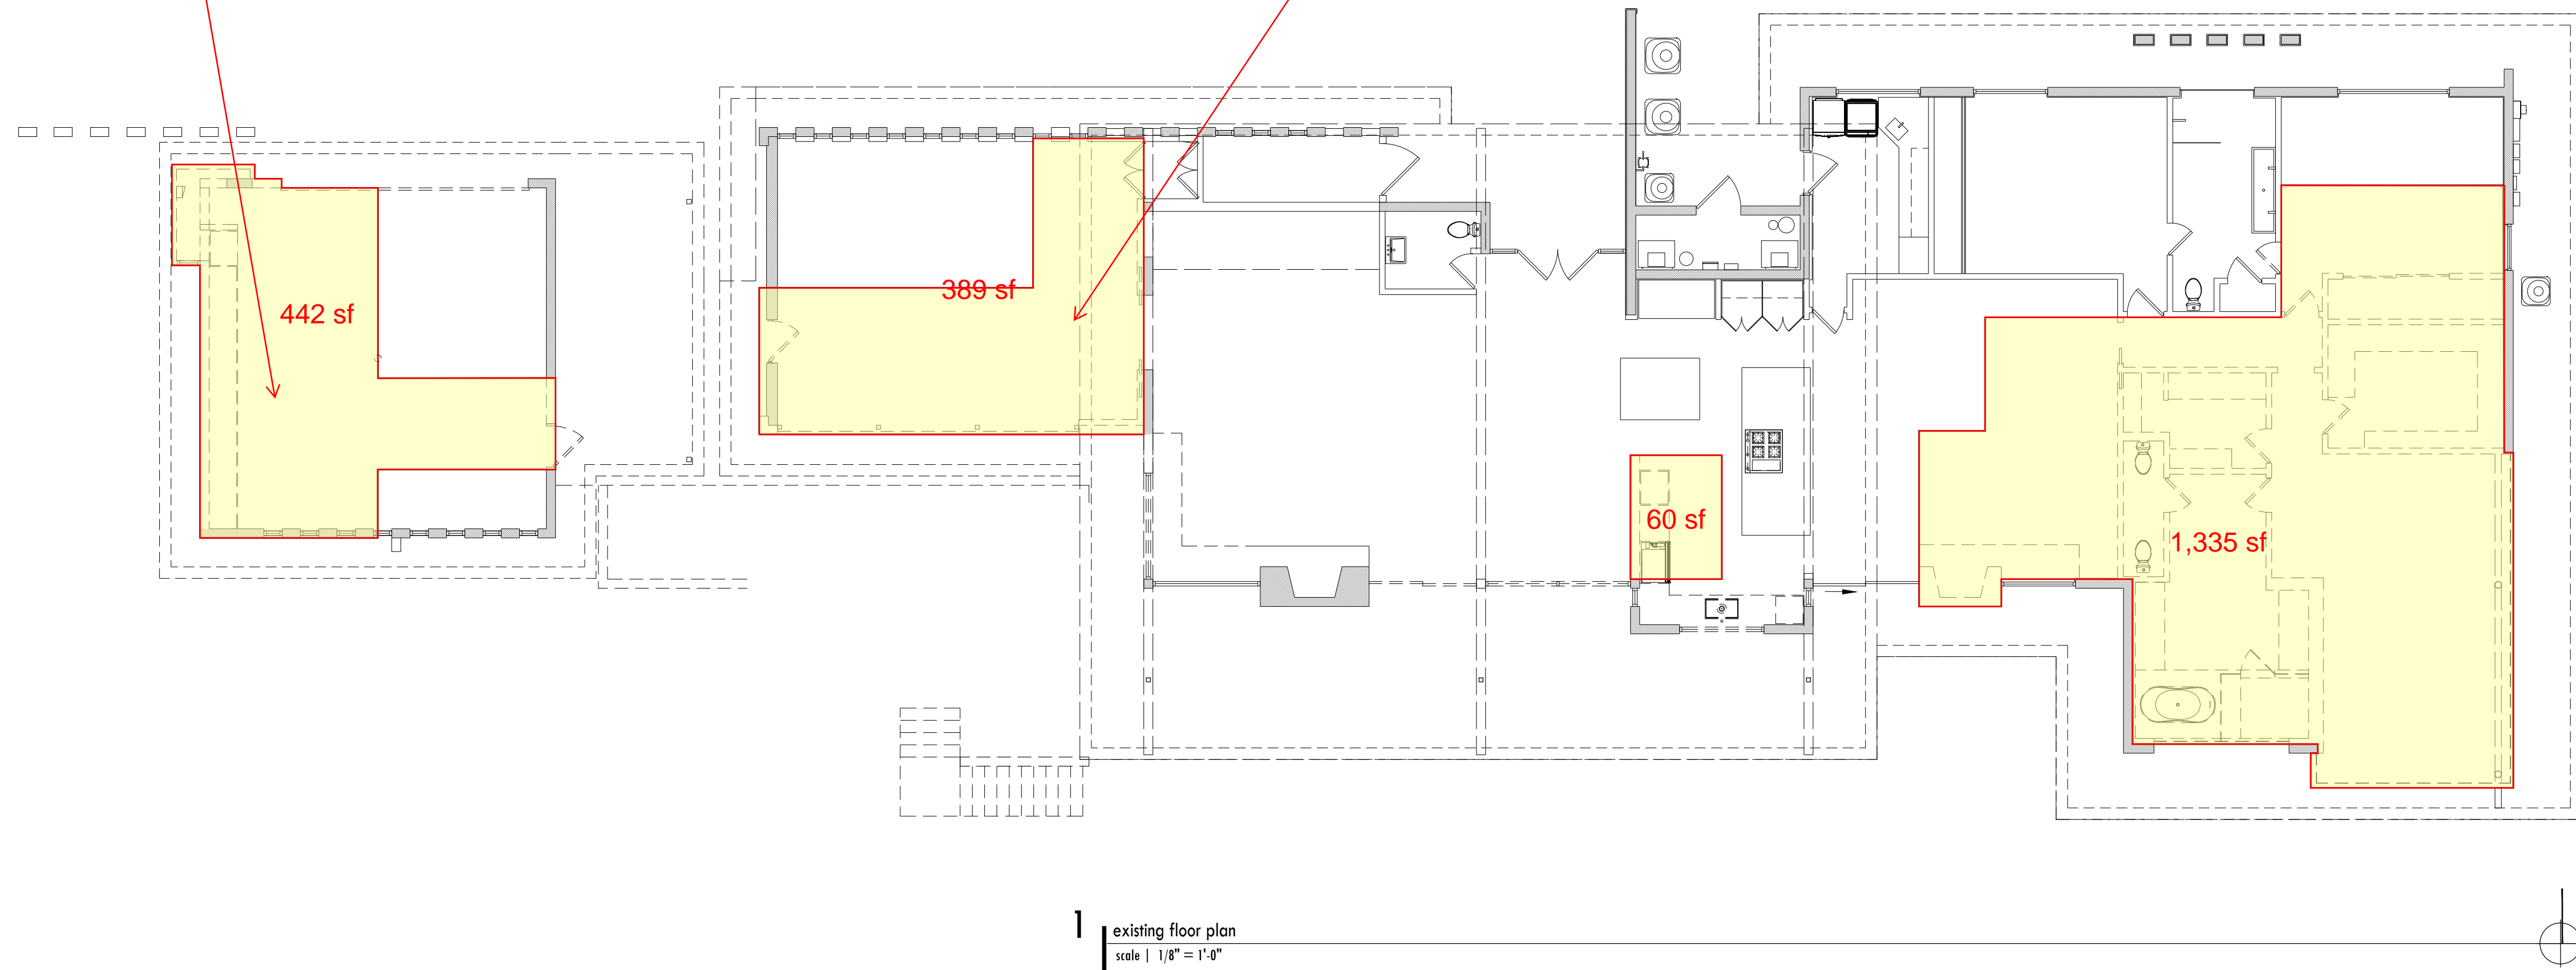 389 sf
442 sf
60 sf
1,335 sf
1
existing floor plan
scale | 1/8" = 1'-0"